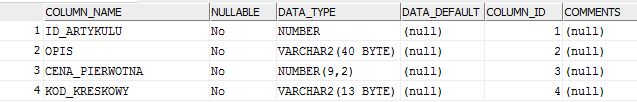 COLUMN_NAME NULLABLE DATA_TYPE DATA_DEFAULT COLUMN_ID COMMENTS
1 ID_ARTYKULU No NUMBER (null) 1 (null)
2 OPIS No VARCHAR2(40 BYTE) (null) 2 (null)
3 CENA_PIERWOTNA No NUMBER(9,2) (null) 3 (null)
4 KOD_KRESKOWY No VARCHAR2(13 BYTE) (null) 4 (null)